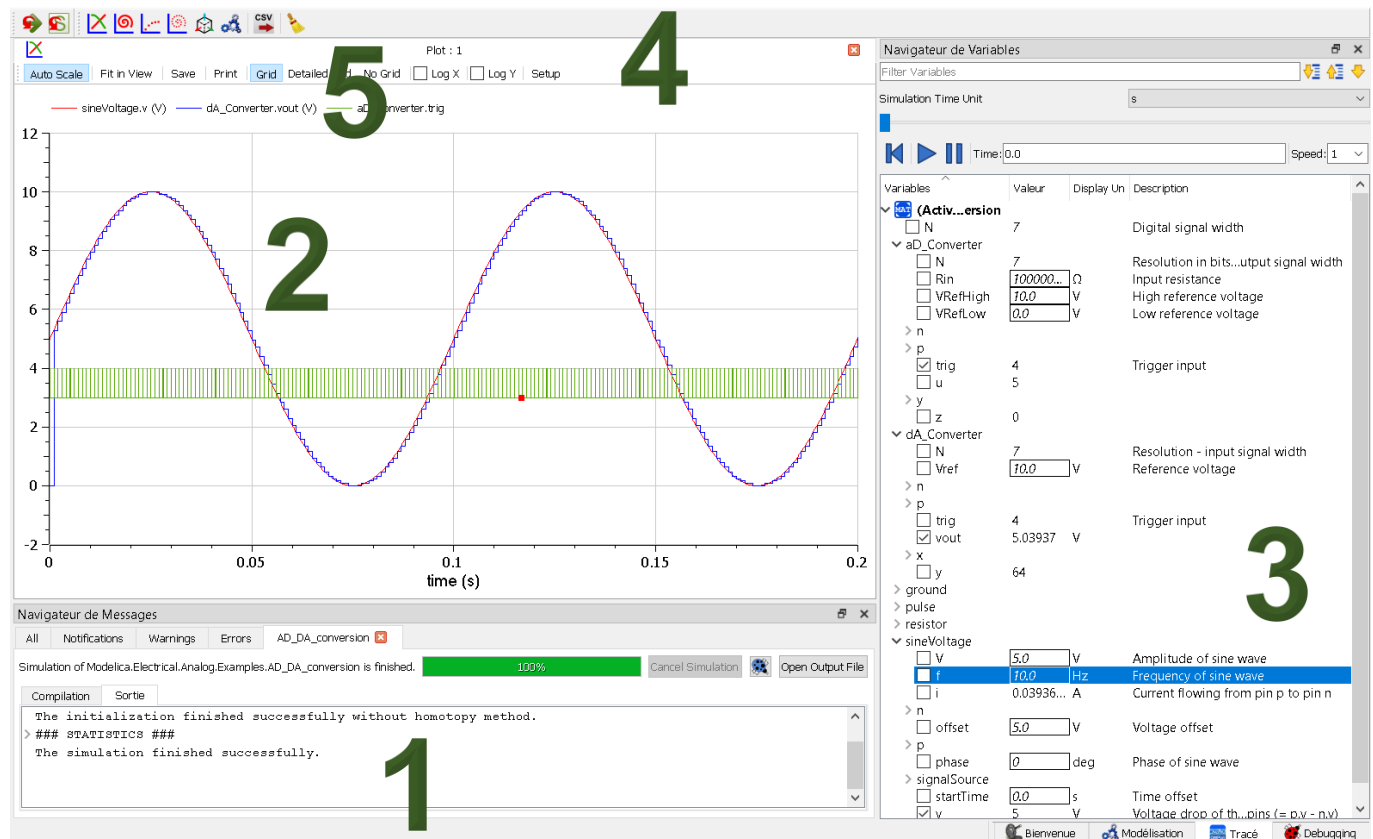 CSV
4
Plot : 1
5
Auto Scale Fit in View Save Print Grid Detailed No Grid Log X Log Y Setup
sineVoltage.v (V) dA_Converter.vout (V)
12
10
8
6
4
2
0
-2
0 0.05 0.1 0.15 0.2
time (s)
2
Navigateur de Messages
All Notifications Warnings Errors AD_DA_conversion
Simulation of Modelica.Electrical.Analog.Examples.AD_DA_conversion is finished. 100% Cancel Simulation Open Output File
Compilation Sortie
The initialization finished successfully without homotopy method.
### STATISTICS ###
The simulation finished successfully.
1
Navigateur de Variables
Filter Variables
Simulation Time Unit s
Time: 0.0 Speed: 1
Variables Valeur Display Un Description
MAT (Activ...ersion
N 7 Digital signal width
aD_Converter
N 7 Resolution in bits...utput signal width
Rin 100000... Ω Input resistance
VRefHigh 10.0 V High reference voltage
VRefLow 0.0 V Low reference voltage
n
p
trig 4 Trigger input
u 5
y
z 0
dA_Converter
N 7 Resolution - input signal width
Vref 10.0 V Reference voltage
n
p
trig 4 Trigger input
vout 5.03937 V
x
y 64
3
ground
pulse
resistor
sineVoltage
V 5.0 V Amplitude of sine wave
f 10.0 Hz Frequency of sine wave
i 0.03936... A Current flowing from pin p to pin n
n
offset 5.0 V Voltage offset
p
phase 0 deg Phase of sine wave
signalSource
startTime 0.0 s Time offset
v 5 V Voltage drop of th...pins (= p.v - n.v)
Bienvenue Modélisation Tracé Debugging